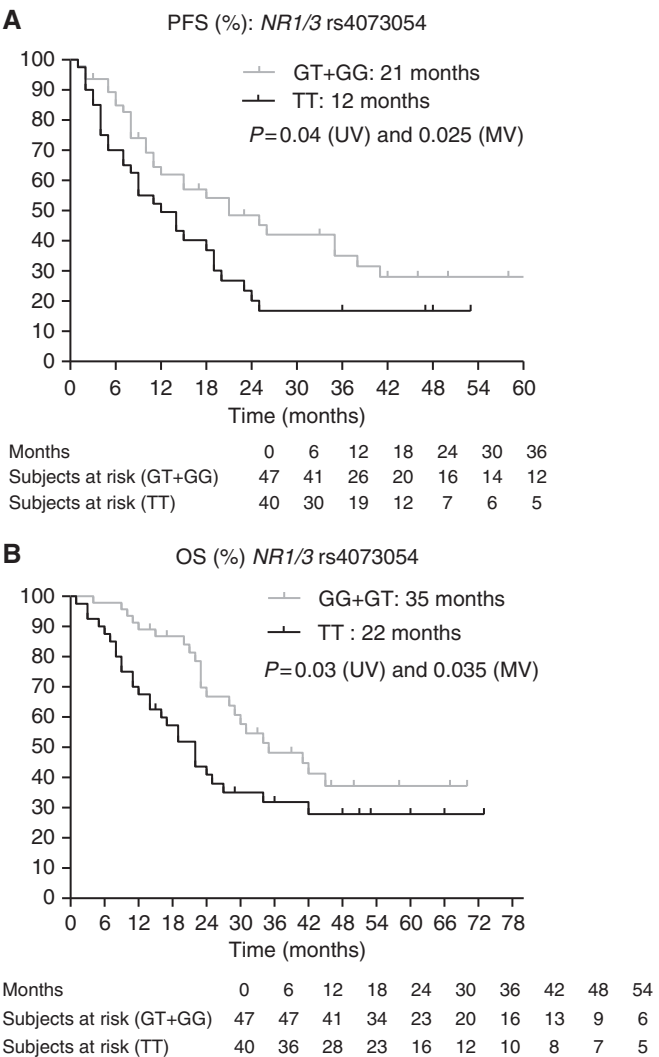 A
PFS (%): NR1/3 rs4073054
GT+GG: 21 months
TT: 12 months
P=0.04 (UV) and 0.025 (MV)
100
90
80
70
60
50
40
30
20
10
0
0 6 12 18 24 30 36 42 48 54 60
Time (months)
Months 0 6 12 18 24 30 36
Subjects at risk (GT+GG) 47 41 26 20 16 14 12
Subjects at risk (TT) 40 30 19 12 7 6 5
B
OS (%) NR1/3 rs4073054
GG+GT: 35 months
TT : 22 months
P=0.03 (UV) and 0.035 (MV)
100
90
80
70
60
50
40
30
20
10
0
0 6 12 18 24 30 36 42 48 54 60 66 72 78
Time (months)
Months 0 6 12 18 24 30 36 42 48 54
Subjects at risk (GT+GG) 47 47 41 34 23 20 16 13 9 6
Subjects at risk (TT) 40 36 28 23 16 12 10 8 7 5